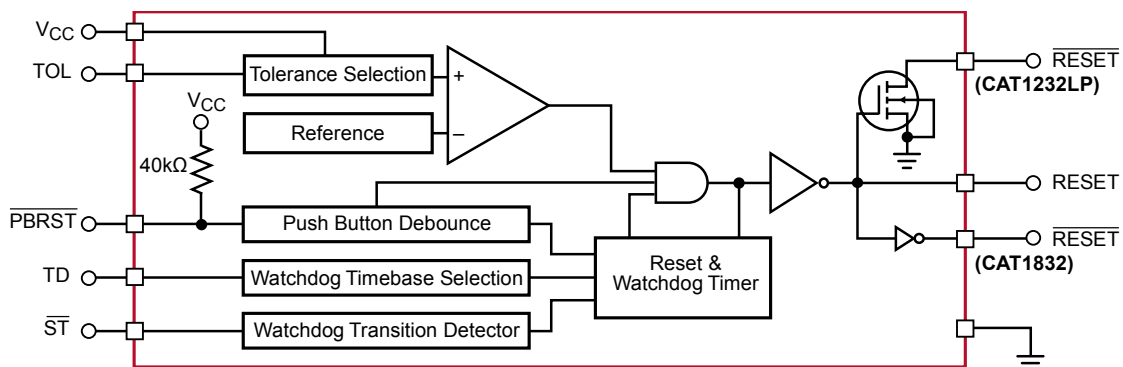 VCC
TOL
Tolerance Selection
+
Reference
−
VCC
40kΩ
PBRST
Push Button Debounce
TD
Watchdog Timebase Selection
ST
Watchdog Transition Detector
Reset &
Watchdog Timer
RESET
(CAT1232LP)
RESET
RESET
(CAT1832)